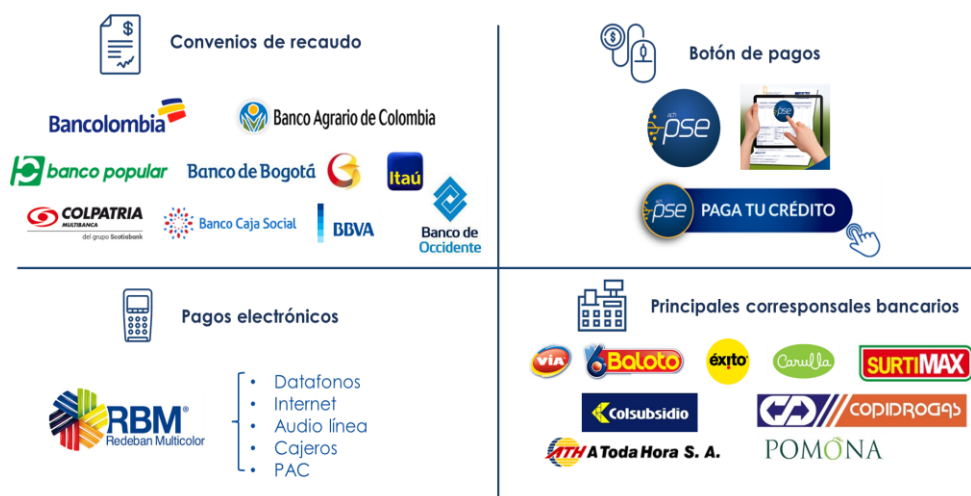 Convenios de recaudo
Bancolombia
Banco Agrario de Colombia
banco popular
Banco de Bogotá
Itaú
COLPATRIA
MULTIBANCA
del grupo Scotiabank
Banco Caja Social
BBVA
Banco de
Occidente
Botón de pagos
ach
pse
pse
PAGA TU CRÉDITO
Pagos electrónicos
RBM®
Redeban Multicolor
• Datafonos
• Internet
• Audio línea
• Cajeros
• PAC
Principales corresponsales bancarios
VIA
Baloto
éxito
Carulla
SURTIMAX
Colsubsidio
COPIDROGAS
ATH A Toda Hora S. A.
POMONA